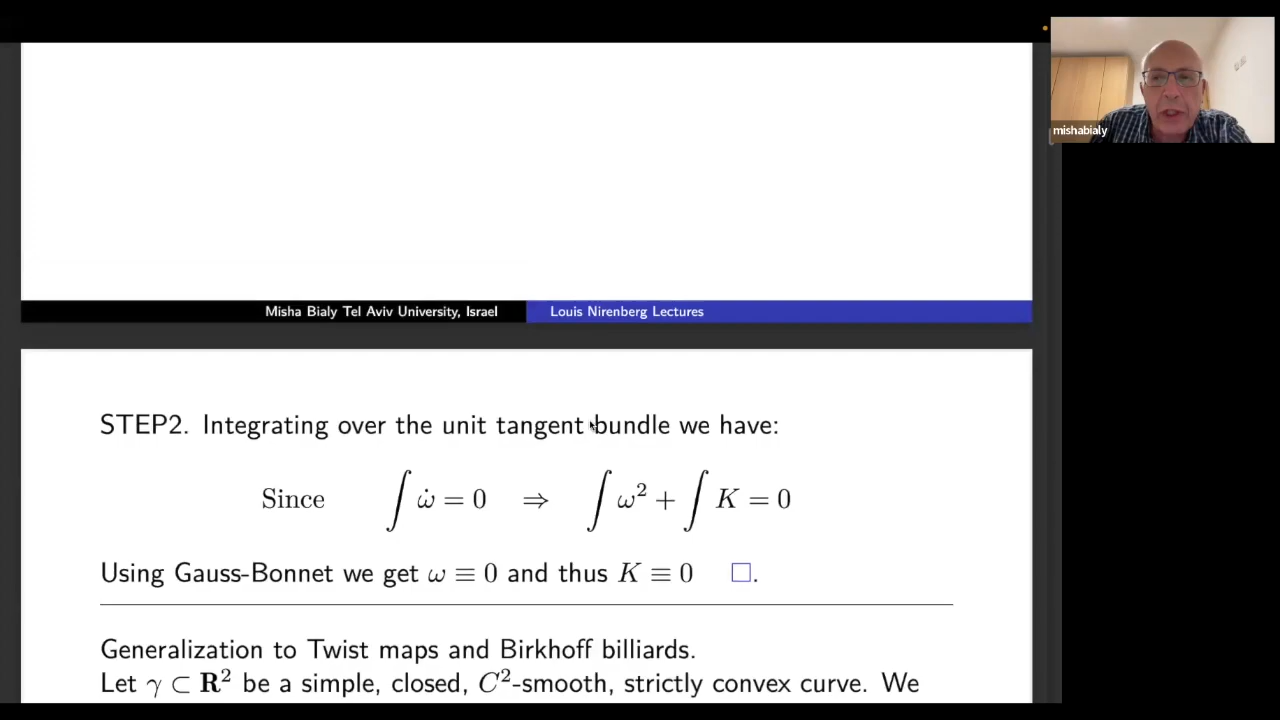 mishabialy
Misha Bialy Tel Aviv University, Israel Louis Nirenberg Lectures
STEP2. Integrating over the unit tangent bundle we have:
Since ∫ ω̇ = 0 ⇒ ∫ ω² + ∫ K = 0
Using Gauss-Bonnet we get ω ≡ 0 and thus K ≡ 0 □.
Generalization to Twist maps and Birkhoff billiards.
Let γ ⊂ R² be a simple, closed, C²-smooth, strictly convex curve. We